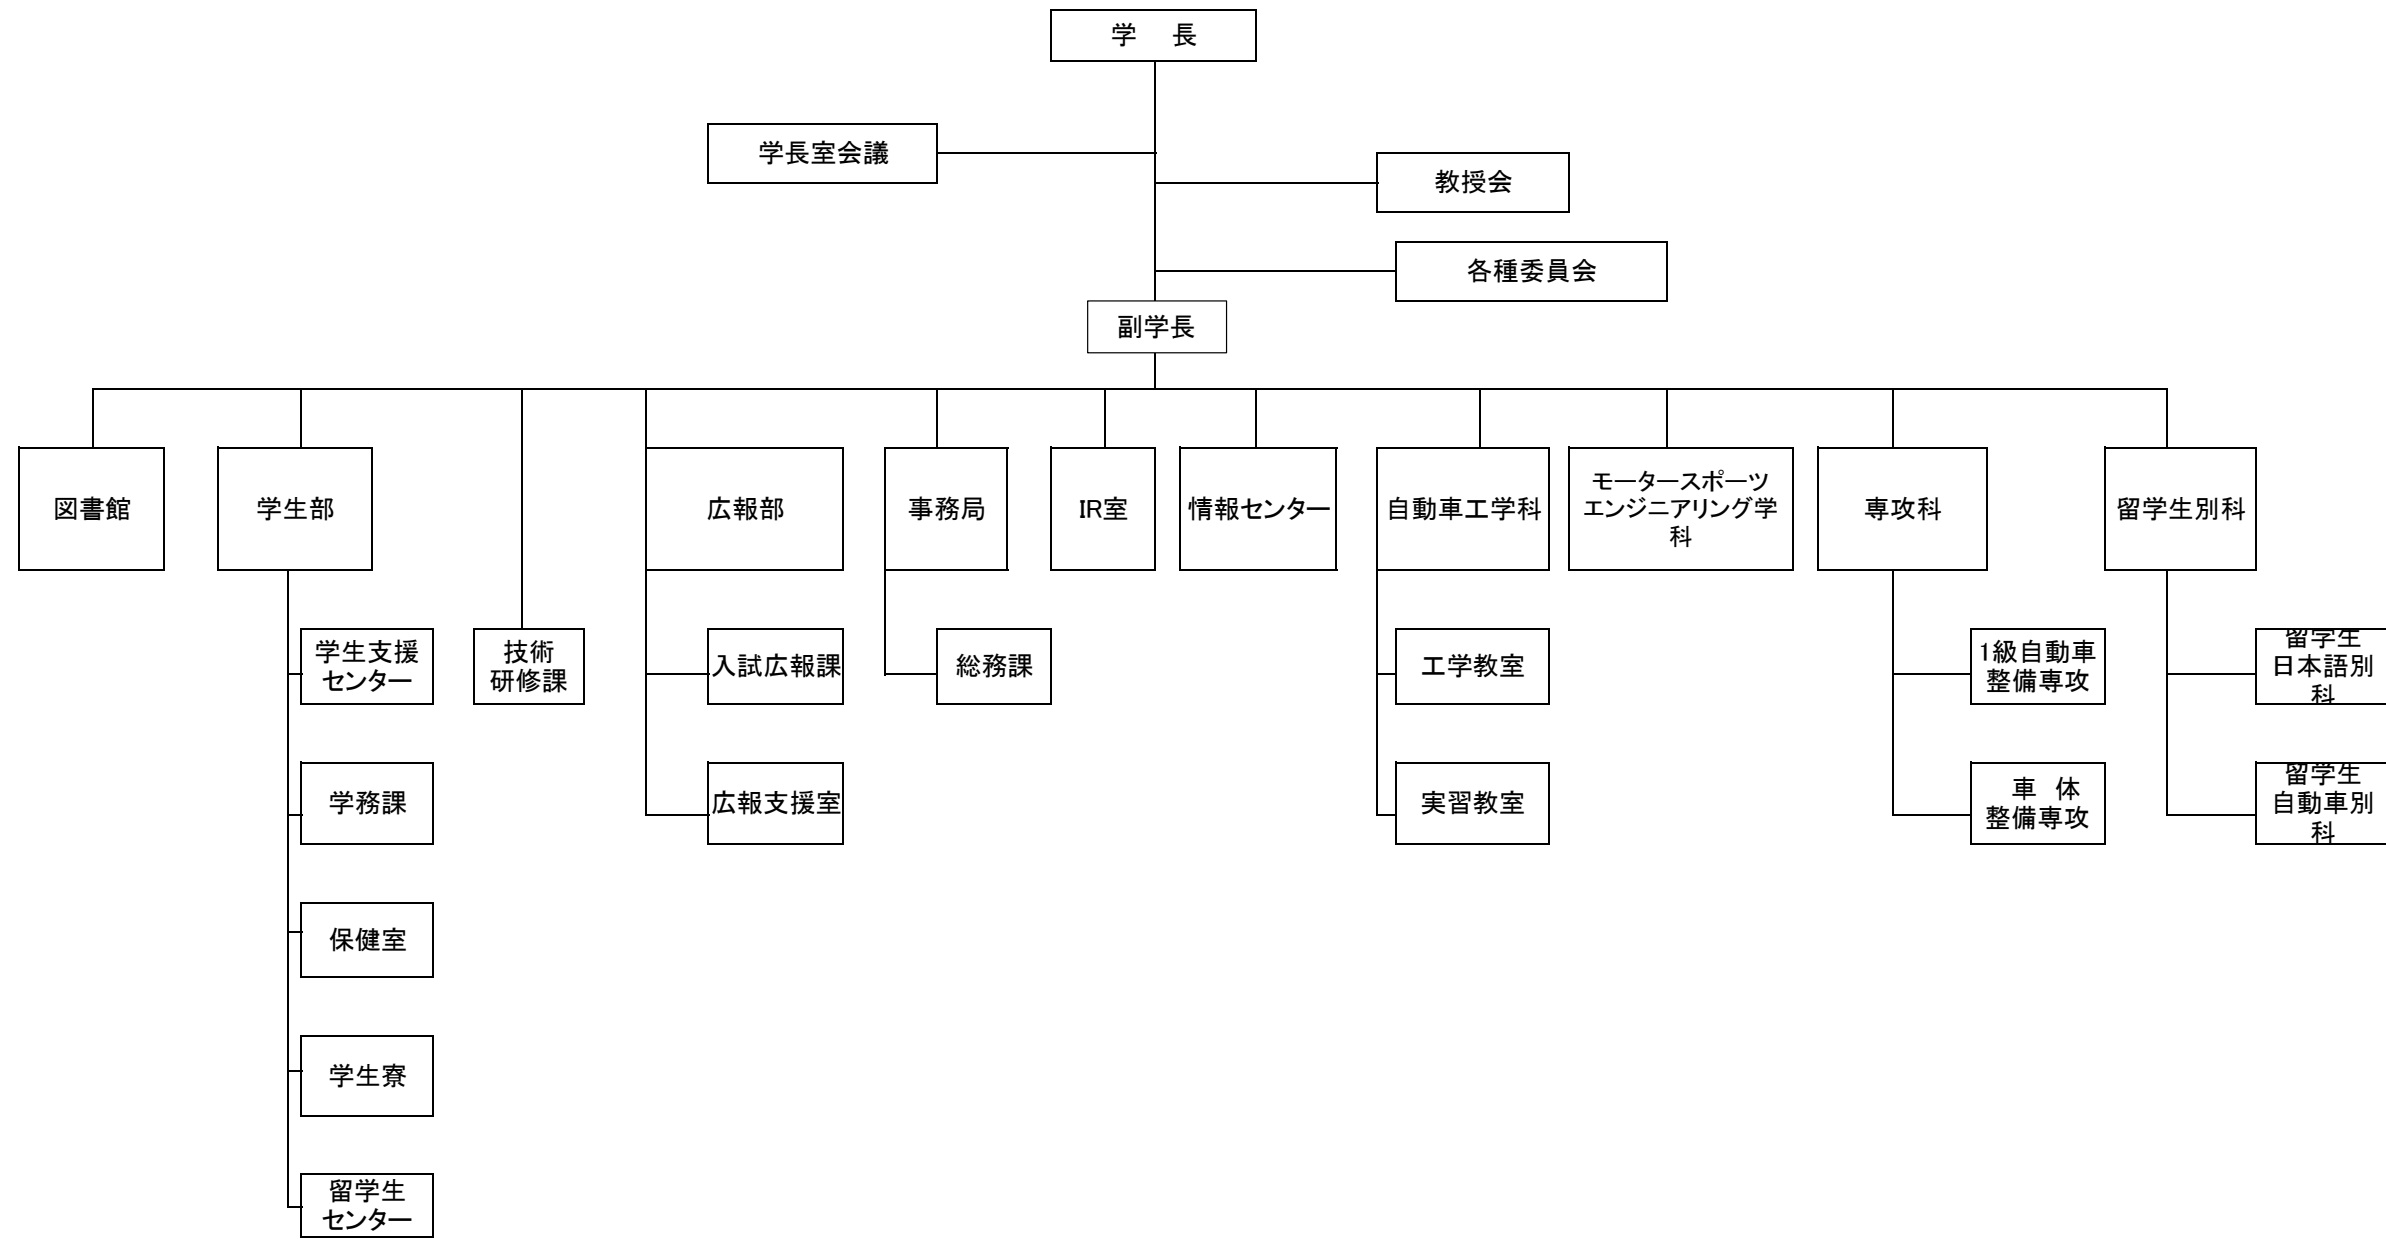 学　長
学長室会議
教授会
各種委員会
副学長
図書館
学生部
広報部
事務局
IR室
情報センター
自動車工学科
モータースポーツ
エンジニアリング学
科
専攻科
留学生別科
学生支援
センター
技術
研修課
入試広報課
総務課
工学教室
1級自動車
整備専攻
留学生
日本語別
科
学務課
広報支援室
実習教室
車　体
整備専攻
留学生
自動車別
科
保健室
学生寮
留学生
センター